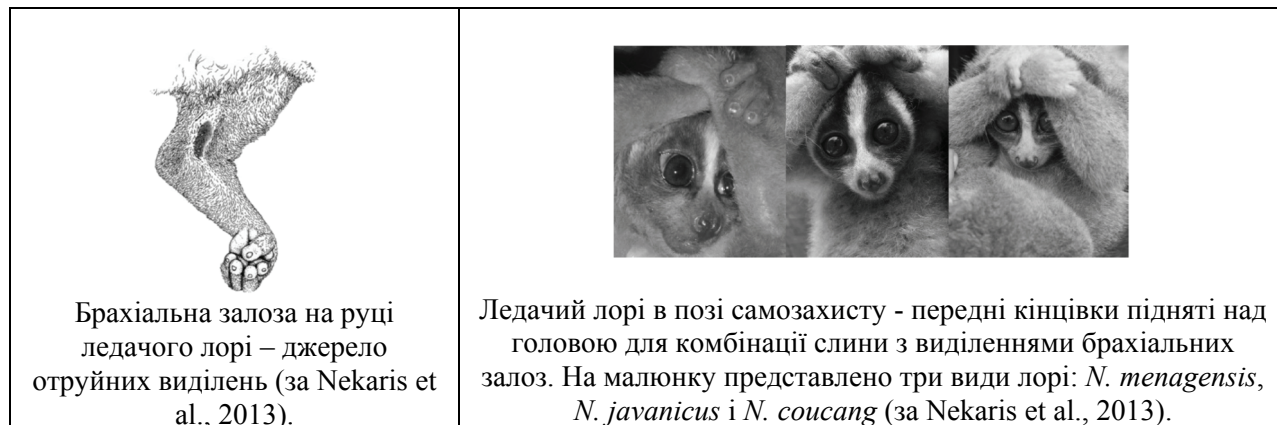 Брахіальна залоза на руці
ледачого лорі – джерело
отруйних виділень (за Nekaris et
al., 2013).
Ледачий лорі в позі самозахисту - передні кінцівки підняті над
головою для комбінації слини з виділеннями брахіальних
залоз. На малюнку представлено три види лорі: N. menagensis,
N. javanicus і N. coucang (за Nekaris et al., 2013).